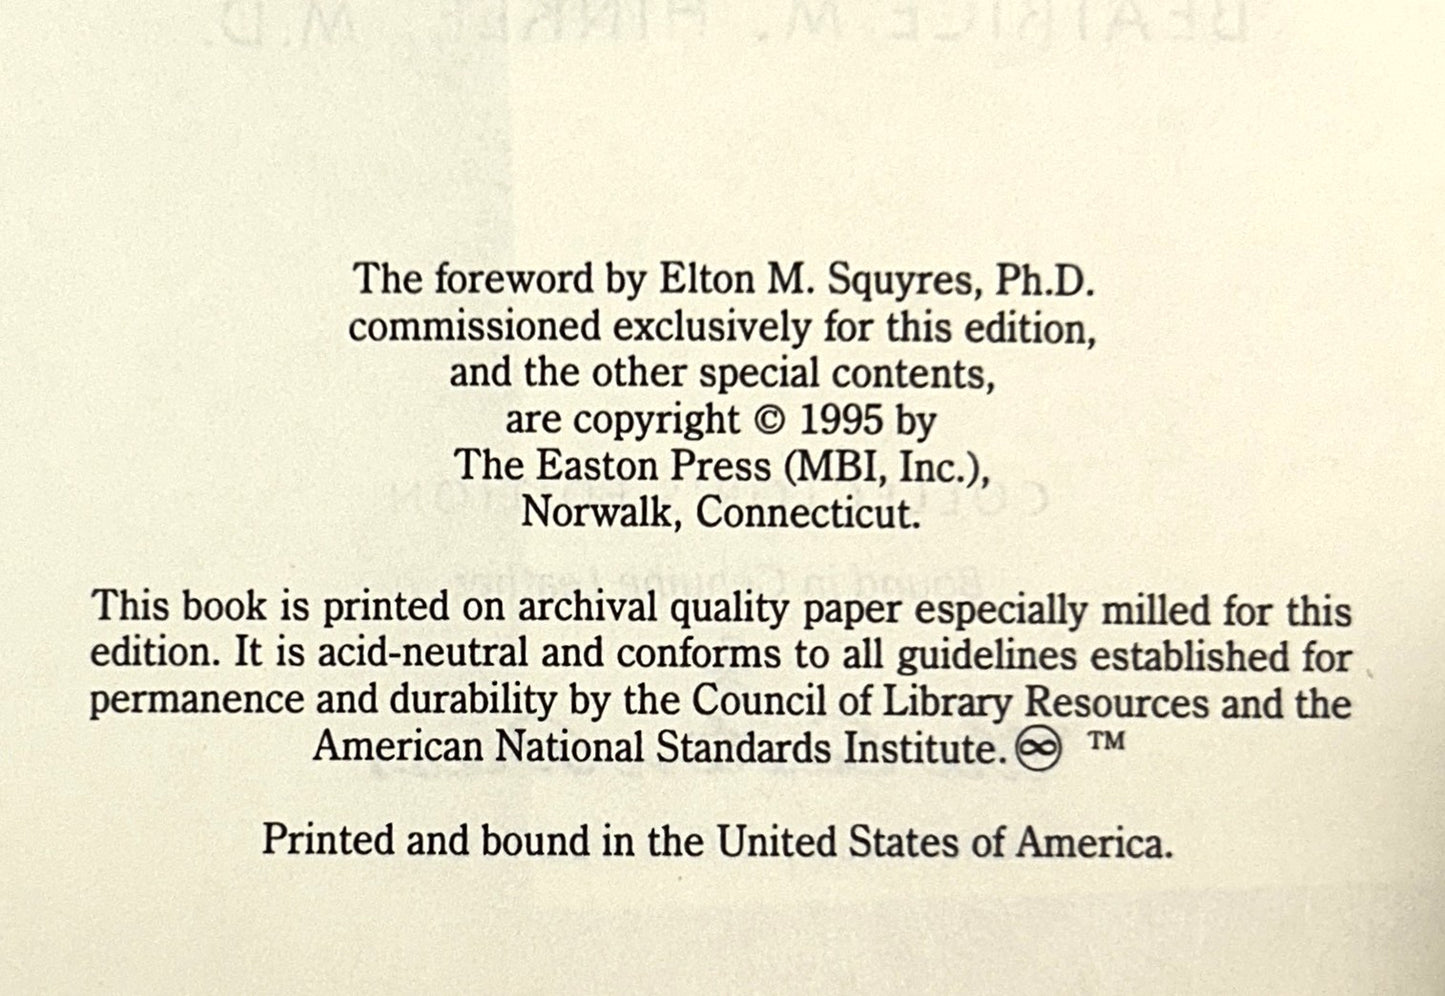 BEATRICE M. HINKLE, M.D.
The foreword by Elton M. Squyres, Ph.D.
commissioned exclusively for this edition,
and the other special contents,
are copyright © 1995 by
The Easton Press (MBI, Inc.),
Norwalk, Connecticut.
This book is printed on archival quality paper especially milled for this
edition. It is acid-neutral and conforms to all guidelines established for
permanence and durability by the Council of Library Resources and the
American National Standards Institute. ♾ ™
Printed and bound in the United States of America.